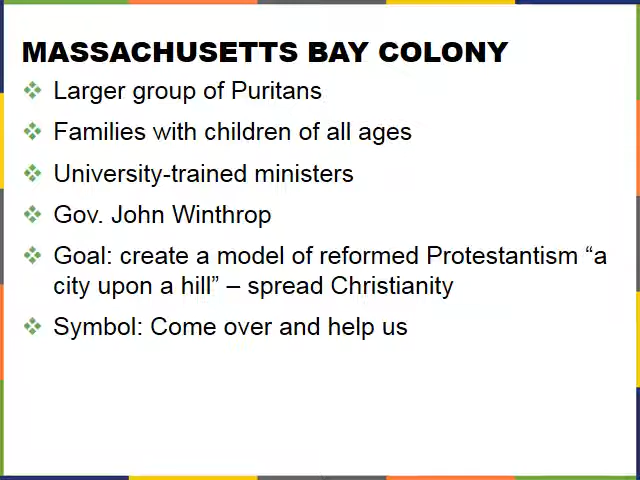 MASSACHUSETTS BAY COLONY
Larger group of Puritans
Families with children of all ages
University-trained ministers
Gov. John Winthrop
Goal: create a model of reformed Protestantism “a
city upon a hill” – spread Christianity
Symbol: Come over and help us